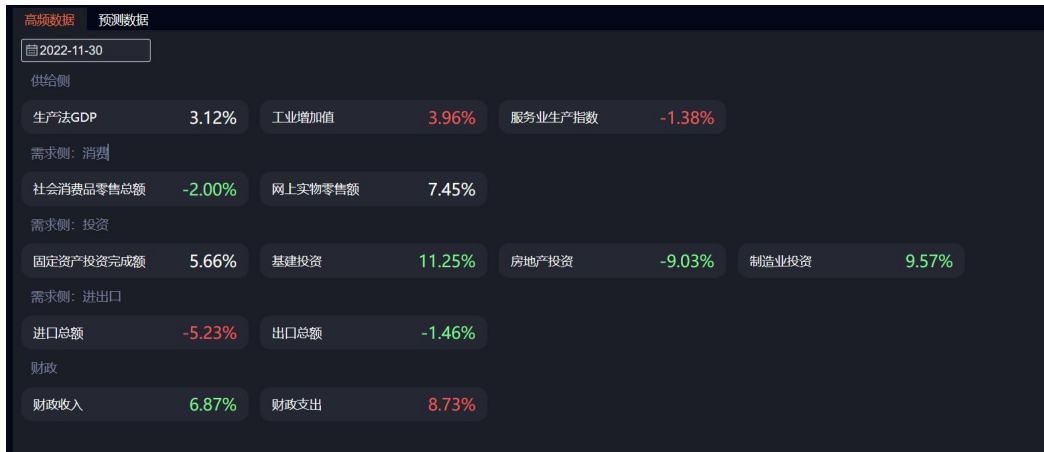 高频数据 预测数据
2022-11-30
供给侧
生产法GDP 3.12% 工业增加值 3.96% 服务业生产指数 -1.38%
需求侧：消费
社会消费品零售总额 -2.00% 网上实物零售额 7.45%
需求侧：投资
固定资产投资完成额 5.66% 基建投资 11.25% 房地产投资 -9.03% 制造业投资 9.57%
需求侧：进出口
进口总额 -5.23% 出口总额 -1.46%
财政
财政收入 6.87% 财政支出 8.73%